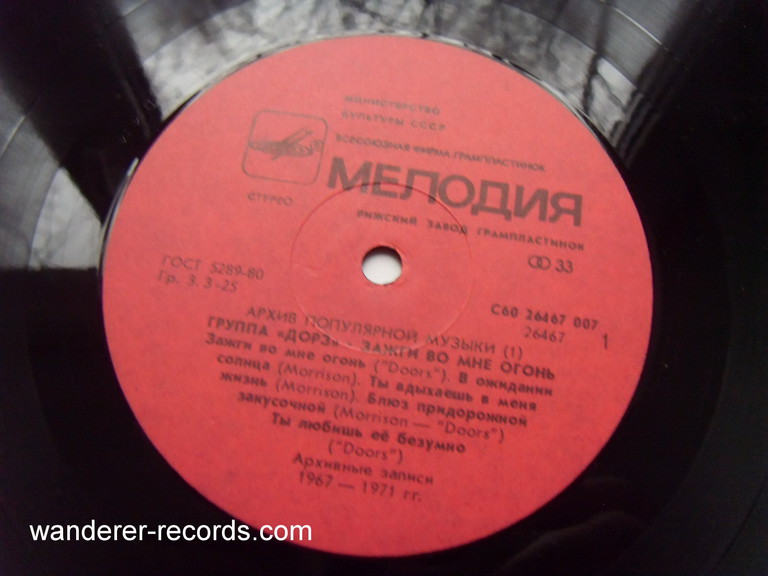 МИНИСТЕРСТВО
КУЛЬТУРЫ СССР
ВСЕСОЮЗНАЯ ФИРМА ГРАМПЛАСТИНОК
МЕЛОДИЯ
СТЕРЕО
РИЖСКИЙ ЗАВОД ГРАМПЛАСТИНОК
33
ГОСТ 5289-80
Гр. 3. 3-25
С60 26467 007
26467
1
АРХИВ ПОПУЛЯРНОЙ МУЗЫКИ (1)
ГРУППА «ДОРЗ». ЗАЖГИ ВО МНЕ ОГОНЬ
Зажги во мне огонь ("Doors"). В ожидании
солнца (Morrison). Ты вдыхаешь в меня
жизнь (Morrison). Блюз придорожной
закусочной (Morrison — "Doors")
Ты любишь её безумно
("Doors")
Архивные записи
1967 — 1971 гг.
wanderer-records.com